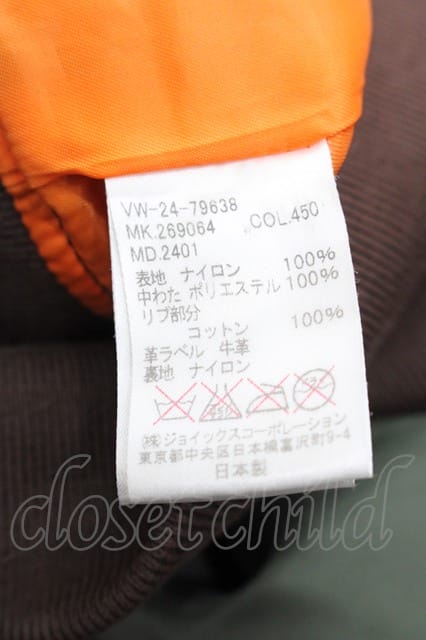 VW-24-79638
MK.269064 COL.450
MD.2401
表地 ナイロン 100%
中わた ポリエステル 100%
リブ部分
コットン 100%
革ラベル 牛革
裏地 ナイロン
㈱ジョイックスコーポレーション
東京都中央区日本橋富沢町9-4
日本製
closetchild